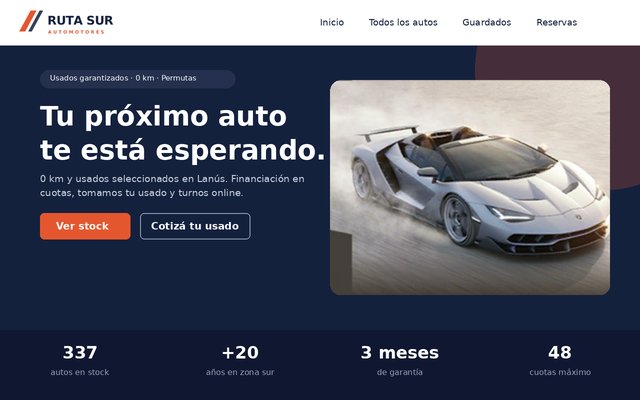 RUTA SUR
AUTOMOTORES
Inicio
Todos los autos
Guardados
Reservas
Usados garantizados · 0 km · Permutas
Tu próximo auto
te está esperando.
0 km y usados seleccionados en Lanús. Financiación en
cuotas, tomamos tu usado y turnos online.
Ver stock
Cotizá tu usado
337
autos en stock
+20
años en zona sur
3 meses
de garantía
48
cuotas máximo